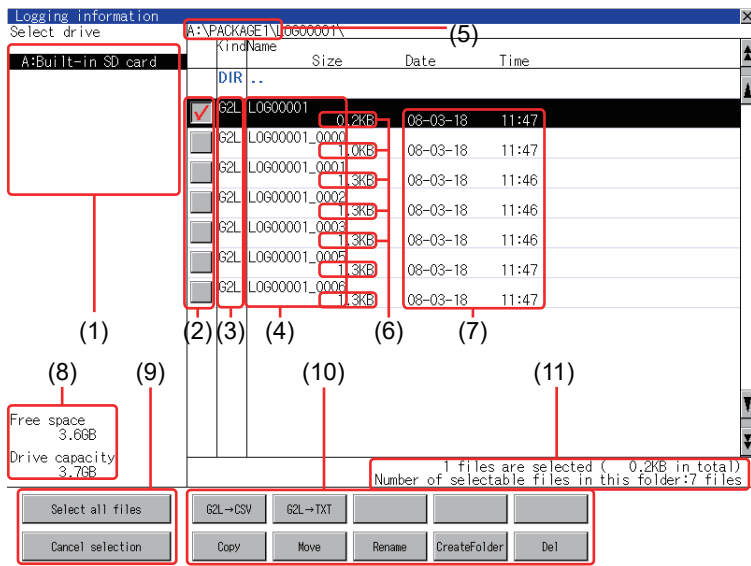 Logging information
Select drive
A:\PACKAGE1\LOG00001\
(5)
Kind Name
Size Date Time
A:Built-in SD card
DIR ..
G2L LOG00001
0.2KB 08-03-18 11:47
G2L LOG00001_0000
1.0KB 08-03-18 11:47
G2L LOG00001_0001
1.3KB 08-03-18 11:46
G2L LOG00001_0002
1.3KB 08-03-18 11:46
G2L LOG00001_0003
1.3KB 08-03-18 11:46
G2L LOG00001_0005
1.3KB 08-03-18 11:47
G2L LOG00001_0006
1.3KB 08-03-18 11:47
(1) (2) (3) (4) (6) (7)
(8) (9) (10) (11)
Free space
3.6GB
Drive capacity
3.7GB
1 files are selected ( 0.2KB in total)
Number of selectable files in this folder:7 files
Select all files G2L→CSV G2L→TXT
Cancel selection Copy Move Rename CreateFolder Del